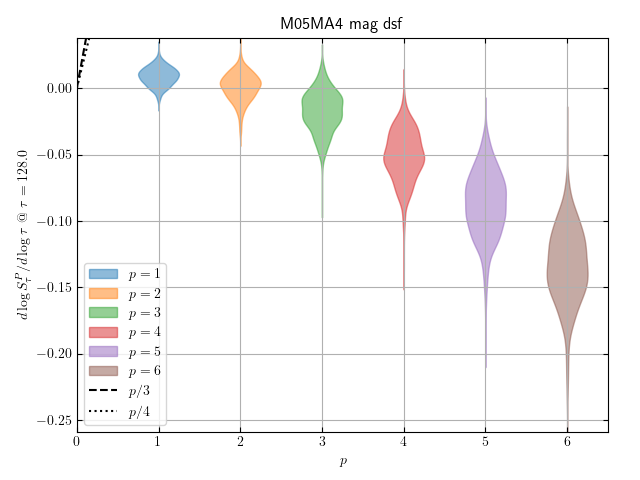 M05MA4 mag dsf
d log S_τ^P / d log τ @ τ = 128.0
0.00
−0.05
−0.10
−0.15
−0.20
−0.25
p = 1
p = 2
p = 3
p = 4
p = 5
p = 6
p/3
p/4
0 1 2 3 4 5 6
p